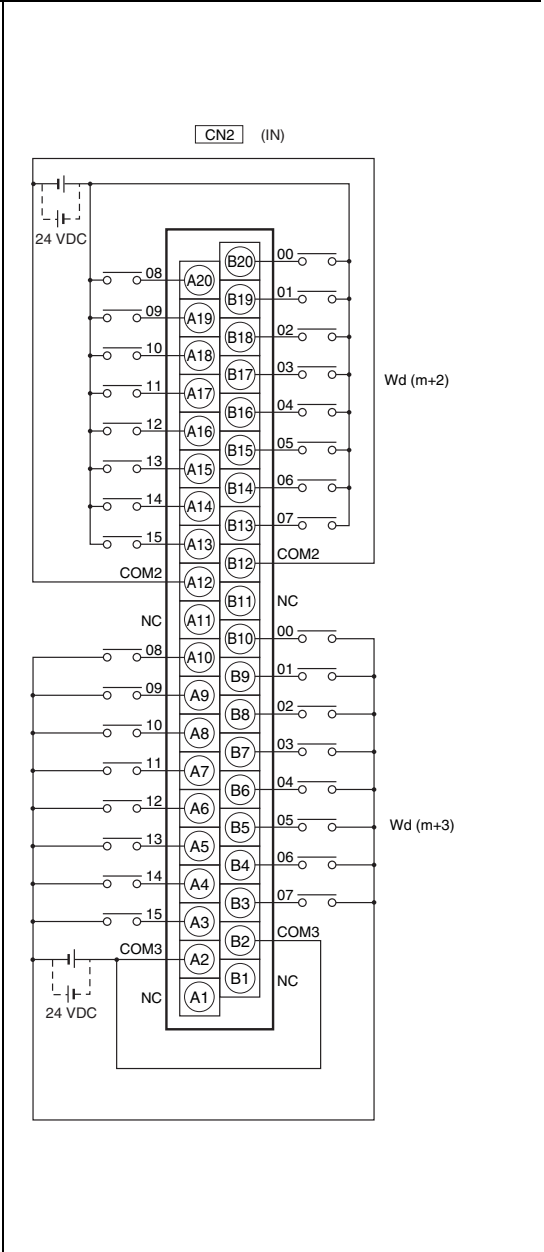 CN2 (IN)
24 VDC
B20 00
08 A20
B19 01
09 A19
B18 02
10 A18
B17 03
11 A17
Wd (m+2)
B16 04
12 A16
B15 05
13 A15
B14 06
14 A14
B13 07
15 A13
B12 COM2
COM2 A12
B11 NC
NC A11
B10 00
08 A10
B9 01
09 A9
B8 02
10 A8
B7 03
11 A7
B6 04
12 A6
B5 05
Wd (m+3)
13 A5
B4 06
14 A4
B3 07
15 A3
B2 COM3
COM3 A2
B1 NC
NC A1
24 VDC